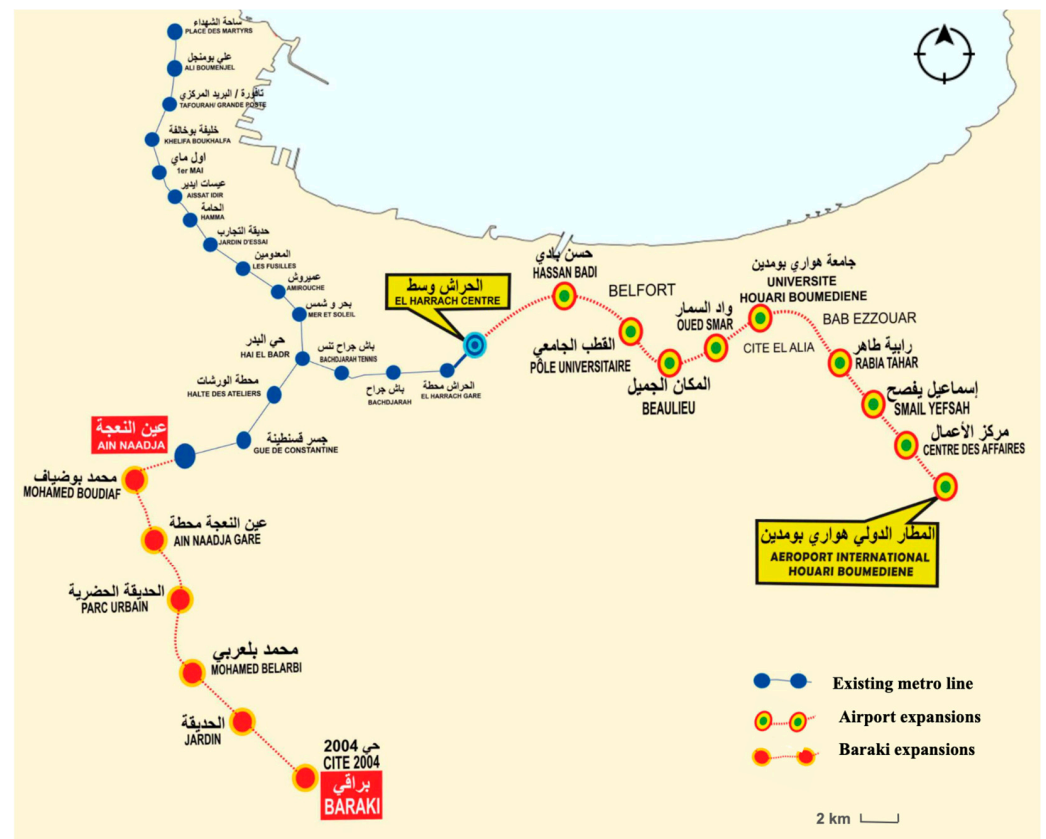 ساحة الشهداء
PLACE DES MARTYRS
علي بومنجل
ALI BOUMENJEL
تافورة / البريد المركزي
TAFOURAH/ GRANDE POSTE
خليفة بوخالفة
KHELIFA BOUKHALFA
اول ماي
1er MAI
عيسات ايدير
AISSAT IDIR
الحامة
HAMMA
حديقة التجارب
JARDIN D'ESSAI
المعدومين
LES FUSILLES
عميروش
AMIROUCHE
بحر و شمس
MER ET SOLEIL
حي البدر
HAI EL BADR
باش جراح تنس
BACHDJARAH TENNIS
باش جراح
BACHDJARAH
الحراش محطة
EL HARRACH GARE
الحراش وسط
EL HARRACH CENTRE
حسن بادي
HASSAN BADI
BELFORT
القطب الجامعي
PÔLE UNIVERSITAIRE
المكان الجميل
BEAULIEU
واد السمار
OUED SMAR
جامعة هواري بومدين
UNIVERSITE
HOUARI BOUMEDIENE
CITE EL ALIA
BAB EZZOUAR
رابية طاهر
RABIA TAHAR
إسماعيل يفصح
SMAIL YEFSAH
مركز الأعمال
CENTRE DES AFFAIRES
المطار الدولي هواري بومدين
AEROPORT INTERNATIONAL
HOUARI BOUMEDIENE
محطة الورشات
HALTE DES ATELIERS
جسر قسنطينة
GUE DE CONSTANTINE
عين النعجة
AIN NAADJA
محمد بوضياف
MOHAMED BOUDIAF
عين النعجة محطة
AIN NAADJA GARE
الحديقة الحضرية
PARC URBAIN
محمد بلعربي
MOHAMED BELARBI
الحديقة
JARDIN
حي 2004
CITE 2004
براقي
BARAKI
Existing metro line
Airport expansions
Baraki expansions
2 km